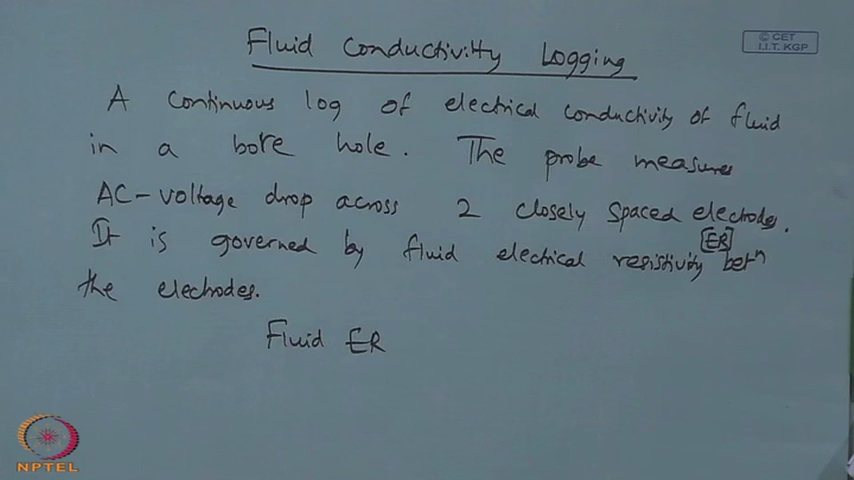 Fluid Conductivity Logging
© CET
I.I.T. KGP
A continuous log of electrical conductivity of fluid
in a bore hole. The probe measures
AC-voltage drop across 2 closely spaced electrodes.
It is governed by fluid electrical resistivity [ER] betⁿ
the electrodes.
Fluid ER
NPTEL